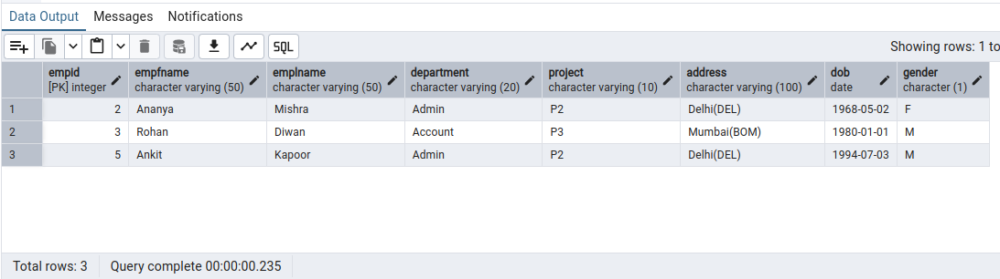 Data Output Messages Notifications
SQL
Showing rows: 1 to
empid empfname emplname department project address dob gender
[PK] integer character varying (50) character varying (50) character varying (20) character varying (10) character varying (100) date character (1)
1 2 Ananya Mishra Admin P2 Delhi(DEL) 1968-05-02 F
2 3 Rohan Diwan Account P3 Mumbai(BOM) 1980-01-01 M
3 5 Ankit Kapoor Admin P2 Delhi(DEL) 1994-07-03 M
Total rows: 3 Query complete 00:00:00.235